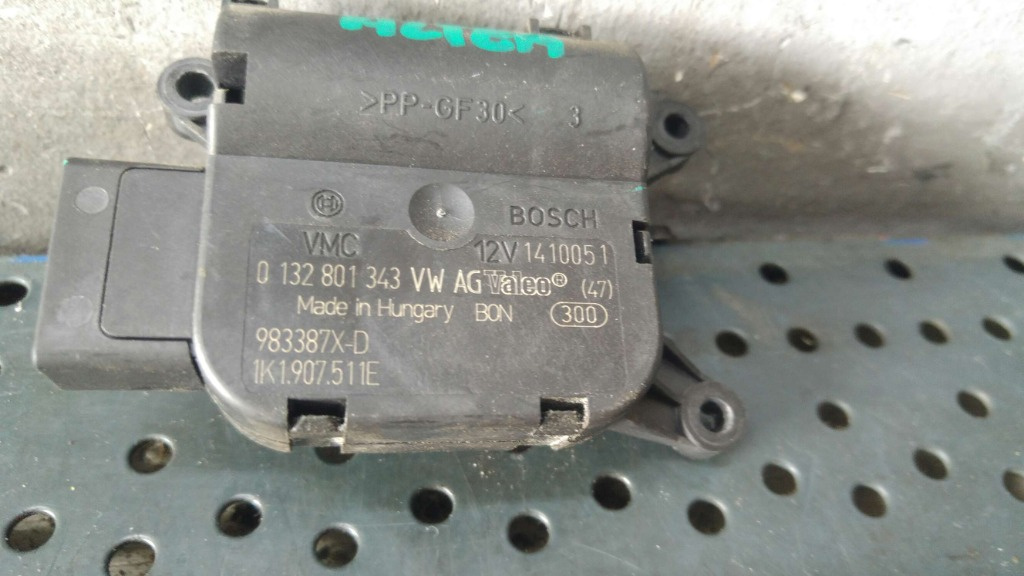 >PP-GF30< 3
BOSCH
VMC 12V 1410051
0 132 801 343 VW AG Valeo® (47)
Made in Hungary BON 300
983387X-D
1K1.907.511E